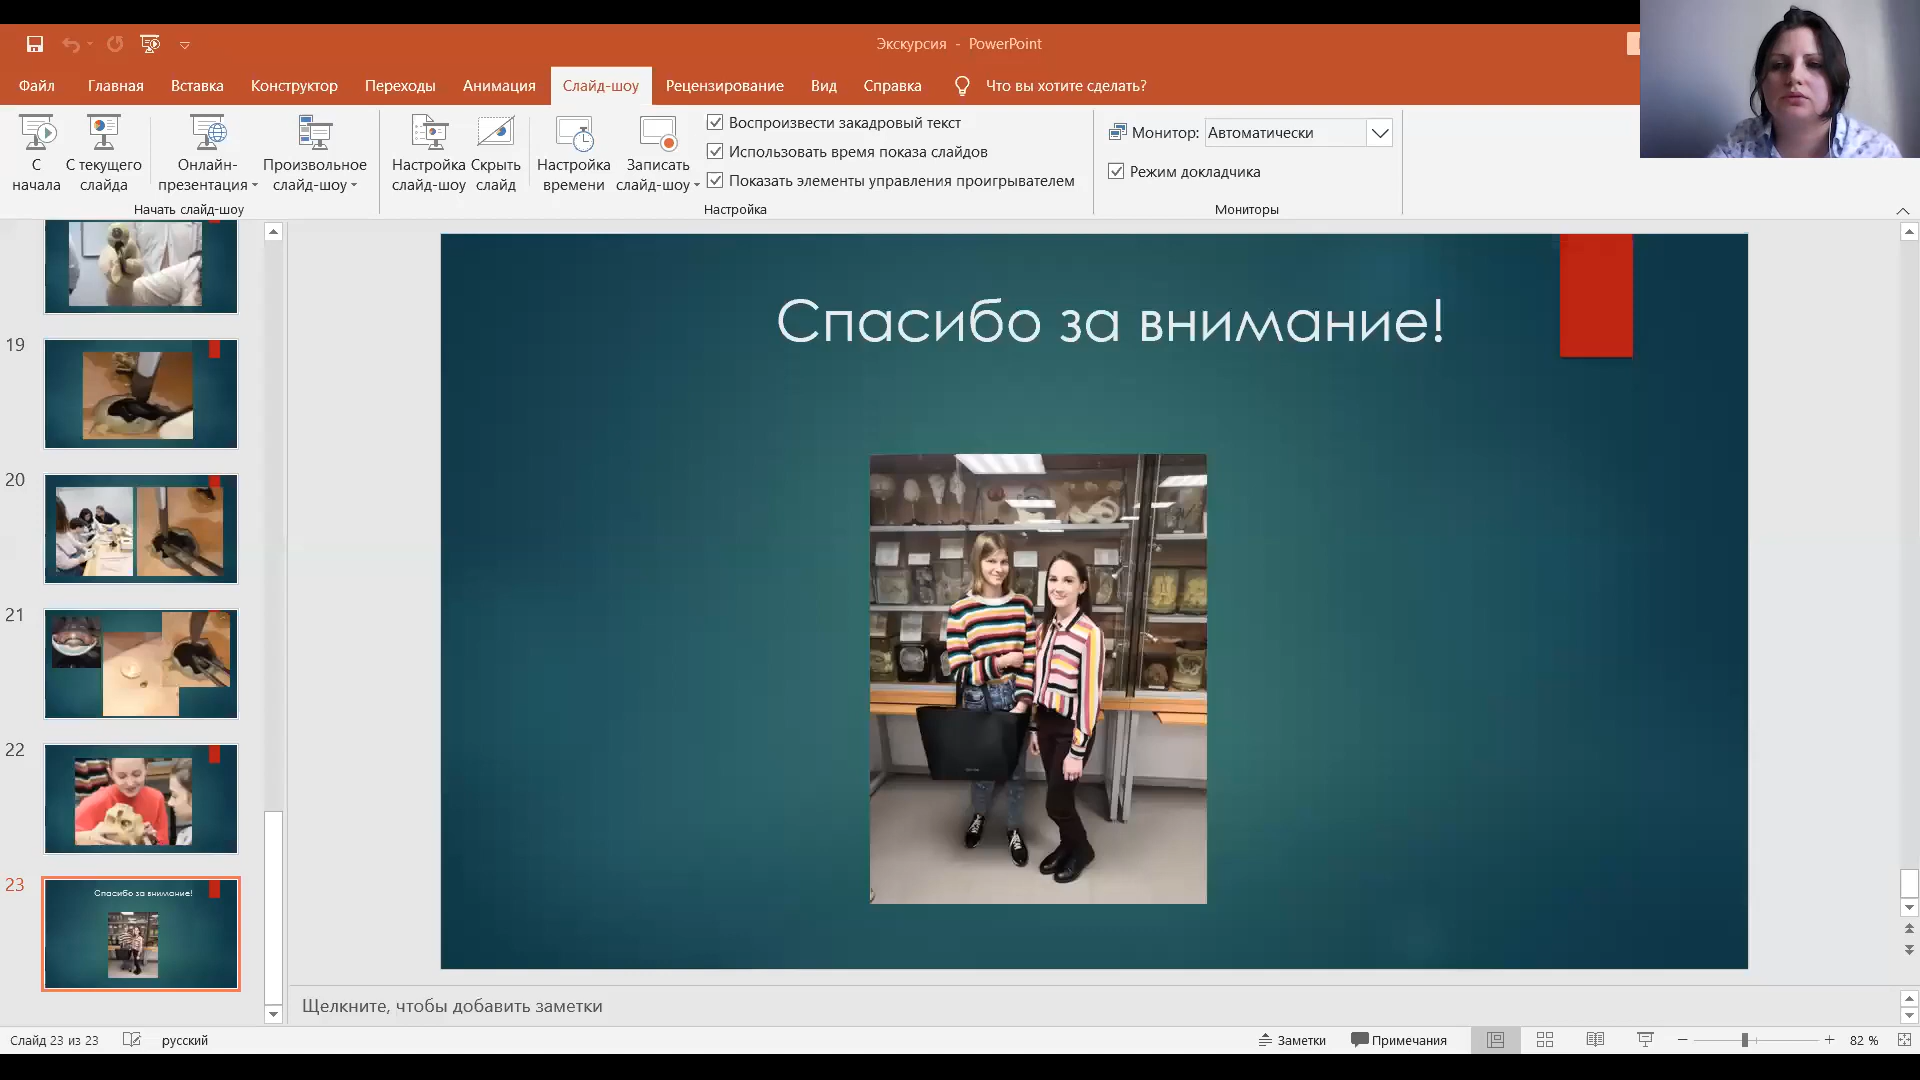 Экскурсия - PowerPoint
Файл Главная Вставка Конструктор Переходы Анимация Слайд-шоу Рецензирование Вид Справка Что вы хотите сделать?
С начала
С текущего слайда
Онлайн-презентация
Произвольное слайд-шоу
Начать слайд-шоу
Настройка слайд-шоу
Скрыть слайд
Настройка времени
Записать слайд-шоу
Воспроизвести закадровый текст
Использовать время показа слайдов
Показать элементы управления проигрывателем
Настройка
Монитор: Автоматически
Режим докладчика
Мониторы
19
20
21
22
23
Спасибо за внимание!
Спасибо за внимание!
Щелкните, чтобы добавить заметки
Слайд 23 из 23 русский Заметки Примечания 82 %